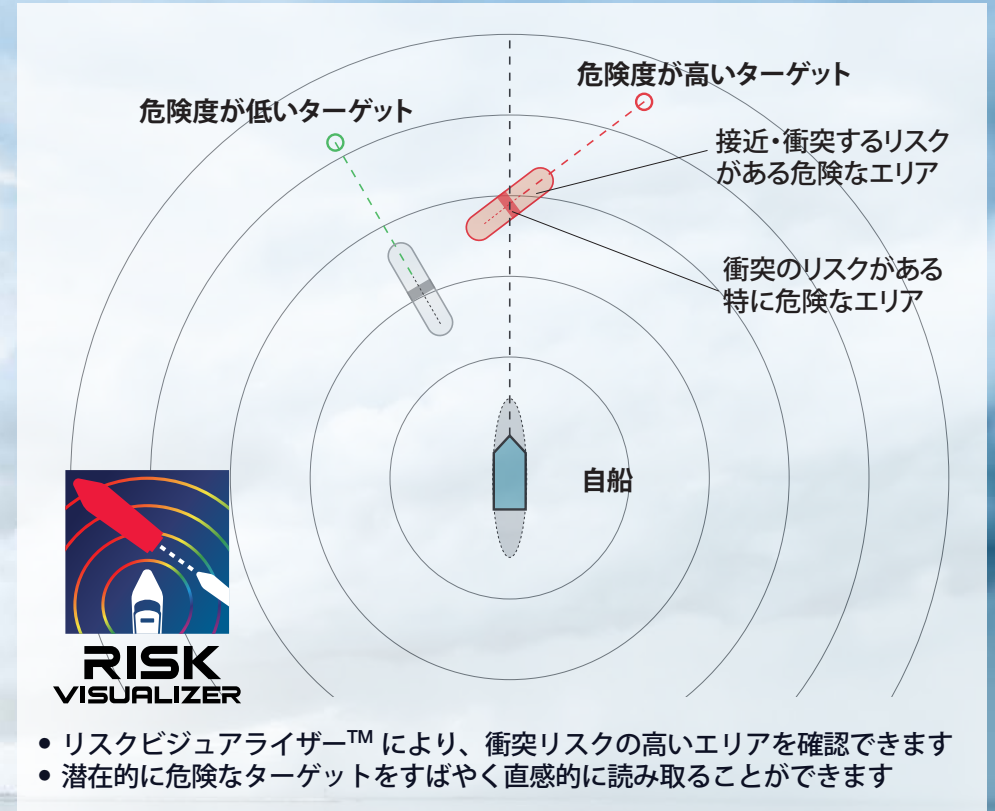 危険度が高いターゲット
危険度が低いターゲット
接近・衝突するリスク
がある危険なエリア
衝突のリスクがある
特に危険なエリア
自船
RISK
VISUALIZER
• リスクビジュアライザー™ により、衝突リスクの高いエリアを確認できます
• 潜在的に危険なターゲットをすばやく直感的に読み取ることができます